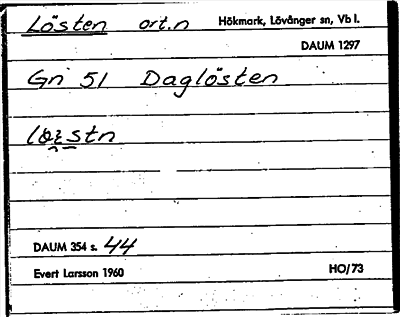 Lösten ort.n Hökmark, Lövånger sn, Vb l.
DAUM 1297
Gn 51 Daglösten
DAUM 354 s. 44
Evert Larsson 1960 HO/73